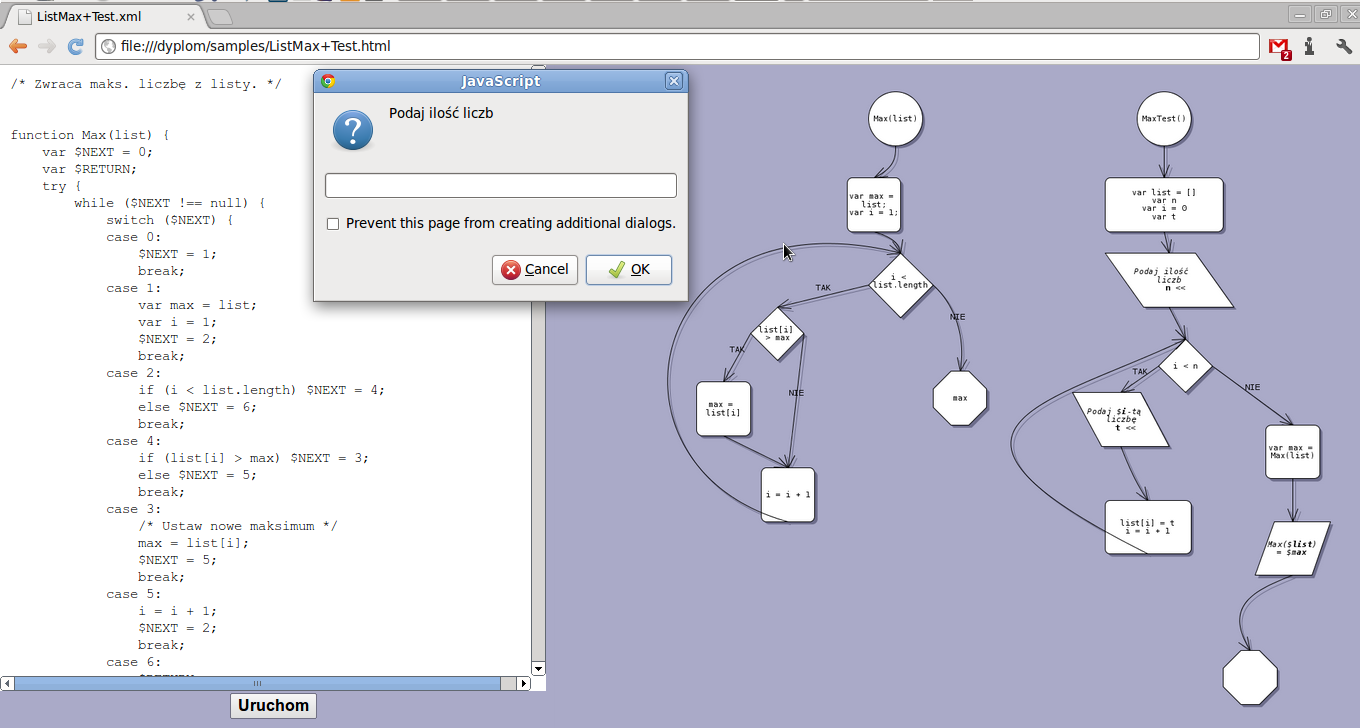 ListMax+Test.xml
file:///dyplom/samples/ListMax+Test.html
2
/* Zwraca maks. liczbę z listy. */
function Max(list) {
var $NEXT = 0;
var $RETURN;
try {
while ($NEXT !== null) {
switch ($NEXT) {
case 0:
$NEXT = 1;
break;
case 1:
var max = list;
var i = 1;
$NEXT = 2;
break;
case 2:
if (i < list.length) $NEXT = 4;
else $NEXT = 6;
break;
case 4:
if (list[i] > max) $NEXT = 3;
else $NEXT = 5;
break;
case 3:
/* Ustaw nowe maksimum */
max = list[i];
$NEXT = 5;
break;
case 5:
i = i + 1;
$NEXT = 2;
break;
case 6:
Uruchom
JavaScript
Podaj ilość liczb
Prevent this page from creating additional dialogs.
Cancel
OK
Max(list)
var max =
list;
var i = 1;
i <
list.length
TAK
NIE
list[i]
> max
TAK
NIE
max =
list[i]
i = i + 1
max
MaxTest()
var list = []
var n
var i = 0
var t
Podaj ilość
liczb
n <<
i < n
TAK
NIE
Podaj $i-tą
liczbę
t <<
list[i] = t
i = i + 1
var max =
Max(list)
Max($list)
= $max